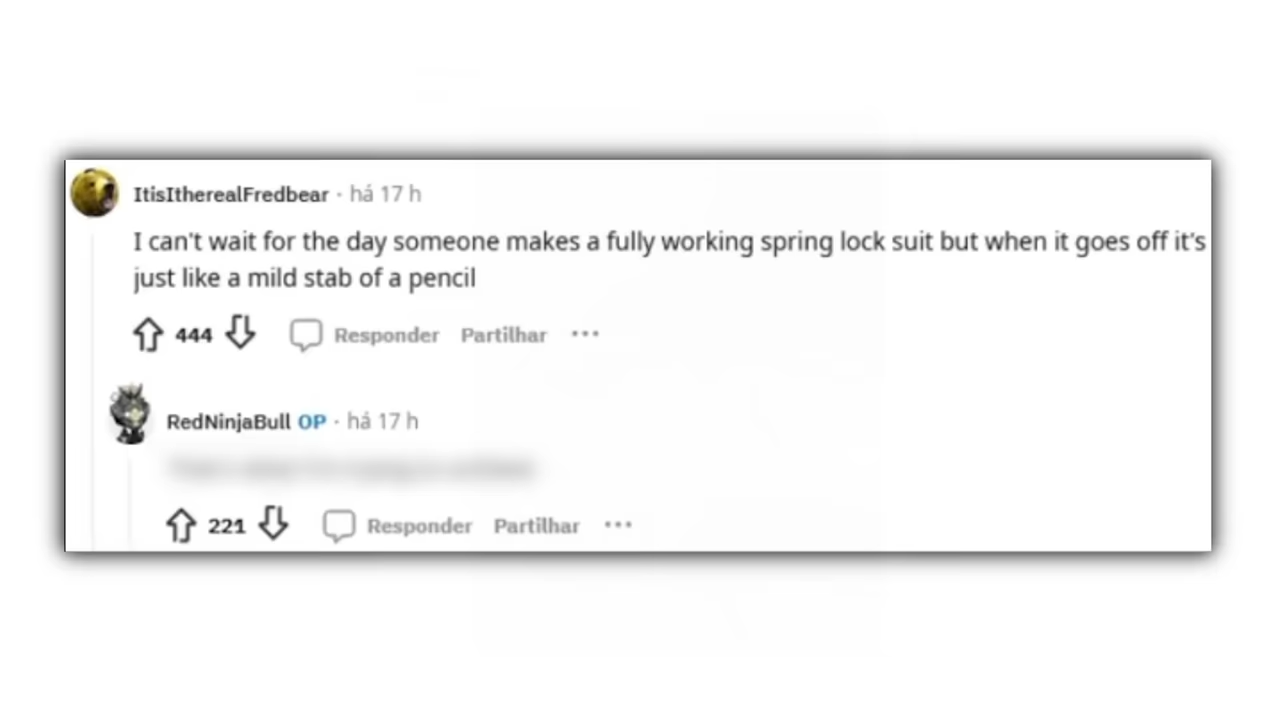 ItisItherealFredbear · há 17 h
I can't wait for the day someone makes a fully working spring lock suit but when it goes off it's
just like a mild stab of a pencil
444 Responder Partilhar ···
RedNinjaBull OP · há 17 h
221 Responder Partilhar ···